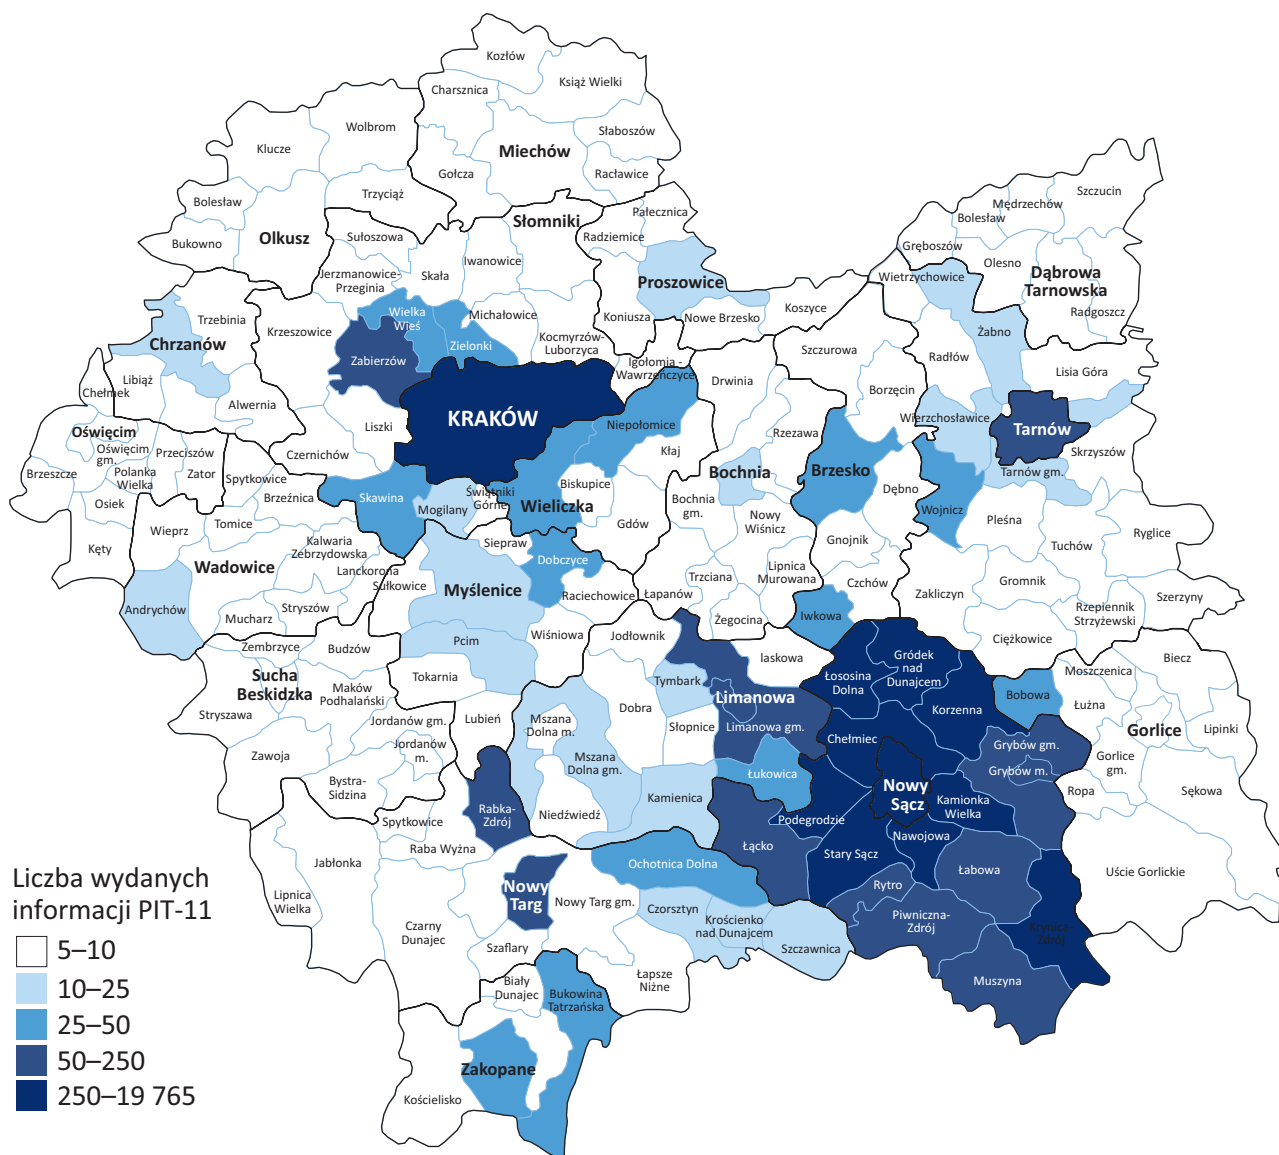 Kozłów
Książ Wielki
Charsznica
Wolbrom
Słaboszów
Klucze
Miechów
Gołcza
Racławice
Trzyciąż
Szczucin
Bolesław
Mędrzechów
Pałecznica
Słomniki
Bolesław
Radziemice
Sułoszowa
Olkusz
Bukowno
Gręboszów
Iwanowice
Olesno
Dąbrowa
Tarnowska
Jerzmanowice-
Przeginia
Skała
Wietrzychowice
Proszowice
Koszyce
Radgoszcz
Wielka
Wieś
Michałowice
Koniusza
Nowe Brzesko
Trzebinia
Krzeszowice
Żabno
Chrzanów
Zielonki
Kocmyrzów-
Luborzyca
Szczurowa
Radłów
Zabierzów
Igołomia -
Wawrzeńczyce
Lisia Góra
Libiąż
Drwinia
Chełmek
Borzęcin
Alwernia
KRAKÓW
Wierzchosławice
Liszki
Niepołomice
Tarnów
Oświęcim
Rzezawa
Oświęcim
gm.
Przeciszów
Czernichów
Kłaj
Skrzyszów
Brzeszcze
Polanka
Wielka
Zator
Spytkowice
Bochnia
Brzesko
Tarnów gm.
Biskupice
Dębno
Osiek
Brzeźnica
Skawina
Świątniki
Górne
Bochnia
gm.
Wieliczka
Mogilany
Wojnicz
Nowy
Wiśnicz
Pleśna
Tomice
Wieprz
Gdów
Ryglice
Kalwaria
Zebrzydowska
Siepraw
Gnojnik
Tuchów
Kęty
Dobczyce
Wadowice
Lanckorona
Lipnica
Murowana
Trzciana
Sułkowice
Myślenice
Czchów
Gromnik
Raciechowice
Łapanów
Zakliczyn
Szerzyny
Andrychów
Stryszów
Mucharz
Iwkowa
Rzepiennik
Strzyżewski
Żegocina
Wiśniowa
Jodłownik
Ciężkowice
Zembrzyce
Budzów
Pcim
Gródek
nad
Dunajcem
Biecz
laskowa
Moszczenica
Sucha
Beskidzka
Tokarnia
Tymbark
Łososina
Dolna
Maków
Podhalański
Bobowa
Limanowa
Łużna
Stryszawa
Dobra
Korzenna
Jordanów gm.
Lubień
Mszana
Dolna m.
Słopnice
Limanowa gm.
Lipinki
Gorlice
Chełmiec
Jordanów
m.
Grybów gm.
Zawoja
Mszana
Dolna gm.
Gorlice
gm.
Grybów m.
Łukowica
Bystra-
Sidzina
Nowy
Sącz
Ropa
Sękowa
Kamienica
Rabka-
Zdrój
Kamionka
Wielka
Niedźwiedź
Podegrodzie
Spytkowice
Nawojowa
Raba Wyżna
Łącko
Stary Sącz
Jabłonka
Ochotnica Dolna
Łabowa
Uście Gorlickie
Liczba wydanych
informacji PIT-11
Rytro
Nowy
Targ
Lipnica
Wielka
Nowy Targ gm.
Czorsztyn
Krościenko
nad Dunajcem
Piwniczna-
Zdrój
Czarny
Dunajec
Krynica-
Zdrój
Szaflary
Szczawnica
5–10
Łapsze
Niżne
Biały
Dunajec
Muszyna
10–25
Bukowina
Tatrzańska
25–50
50–250
Zakopane
250–19 765
Kościelisko